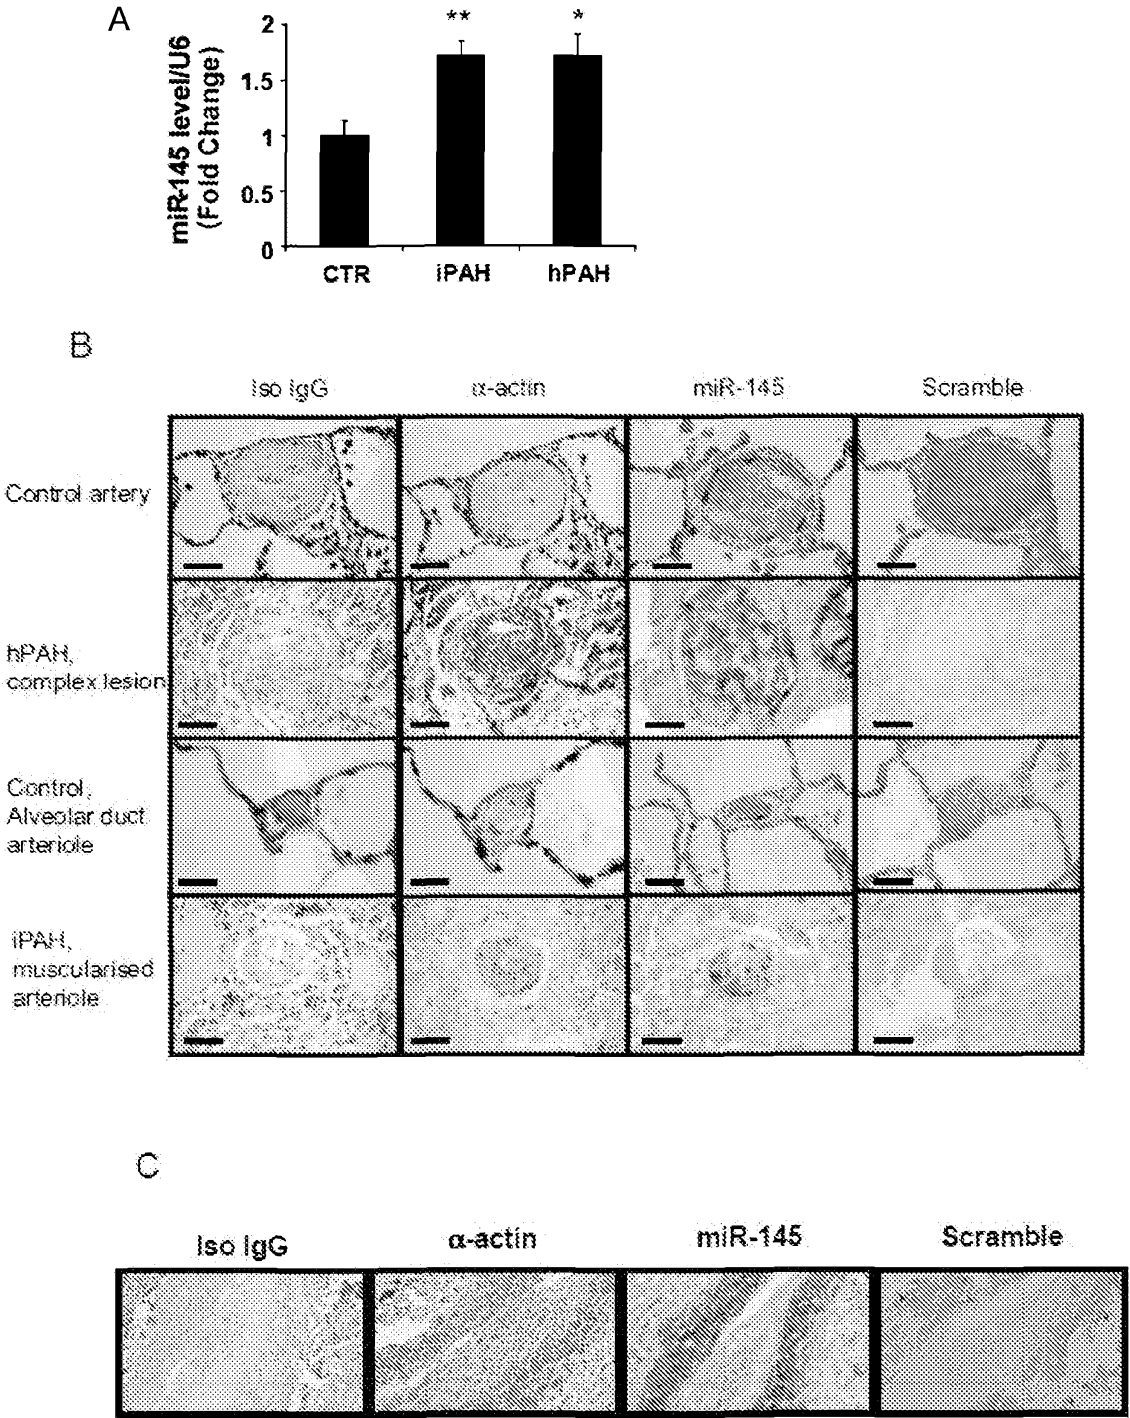 A
miR-145 level/U6
(Fold Change)
2
1.5
1
0.5
0
**
*
CTR iPAH hPAH
B
Iso IgG α-actin miR-145 Scramble
Control artery
hPAH,
complex lesion
Control,
Alveolar duct
arteriole
iPAH,
muscularised
arteriole
C
Iso IgG α-actin miR-145 Scramble